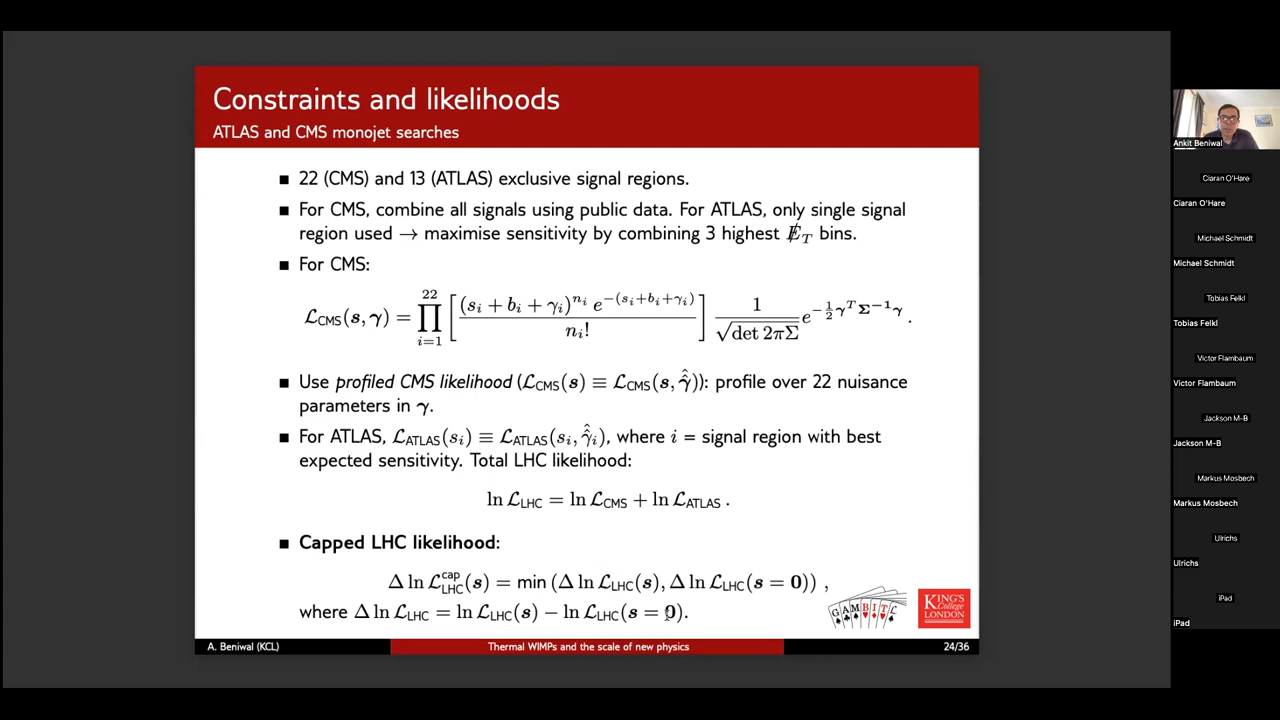 Constraints and likelihoods
ATLAS and CMS monojet searches
■ 22 (CMS) and 13 (ATLAS) exclusive signal regions.
■ For CMS, combine all signals using public data. For ATLAS, only single signal
region used → maximise sensitivity by combining 3 highest E̸_T bins.
■ For CMS:
ℒ_CMS(s, γ) = ∏_{i=1}^{22} [ (s_i + b_i + γ_i)^{n_i} e^{−(s_i+b_i+γ_i)} / n_i! ] 1/√(det 2πΣ) e^{−½ γ^T Σ^{−1} γ} .
■ Use profiled CMS likelihood (ℒ_CMS(s) ≡ ℒ_CMS(s, γ̂̂)): profile over 22 nuisance
parameters in γ.
■ For ATLAS, ℒ_ATLAS(s_i) ≡ ℒ_ATLAS(s_i, γ̂̂_i), where i = signal region with best
expected sensitivity. Total LHC likelihood:
ln ℒ_LHC = ln ℒ_CMS + ln ℒ_ATLAS .
■ Capped LHC likelihood:
Δ ln ℒ_LHC^cap(s) = min (Δ ln ℒ_LHC(s), Δ ln ℒ_LHC(s = 0)) ,
where Δ ln ℒ_LHC = ln ℒ_LHC(s) − ln ℒ_LHC(s = 0).
GAMBIT
KING'S
College
LONDON
A. Beniwal (KCL)
Thermal WIMPs and the scale of new physics
24/36
Ankit Beniwal
Ciaran O'Hare
Ciaran O'Hare
Michael Schmidt
Michael Schmidt
Tobias Felkl
Tobias Felkl
Victor Flambaum
Victor Flambaum
Jackson M-B
Jackson M-B
Markus Mosbech
Markus Mosbech
Ulrichs
Ulrichs
iPad
iPad